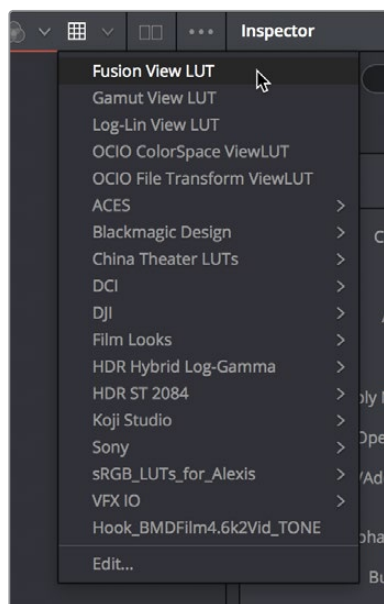 Inspector
Fusion View LUT
Gamut View LUT
Log-Lin View LUT
OCIO ColorSpace ViewLUT
OCIO File Transform ViewLUT
ACES
Blackmagic Design
China Theater LUTs
DCI
DJI
Film Looks
HDR Hybrid Log-Gamma
HDR ST 2084
Koji Studio
Sony
sRGB_LUTs_for_Alexis
VFX IO
Hook_BMDFilm4.6k2Vid_TONE
Edit...